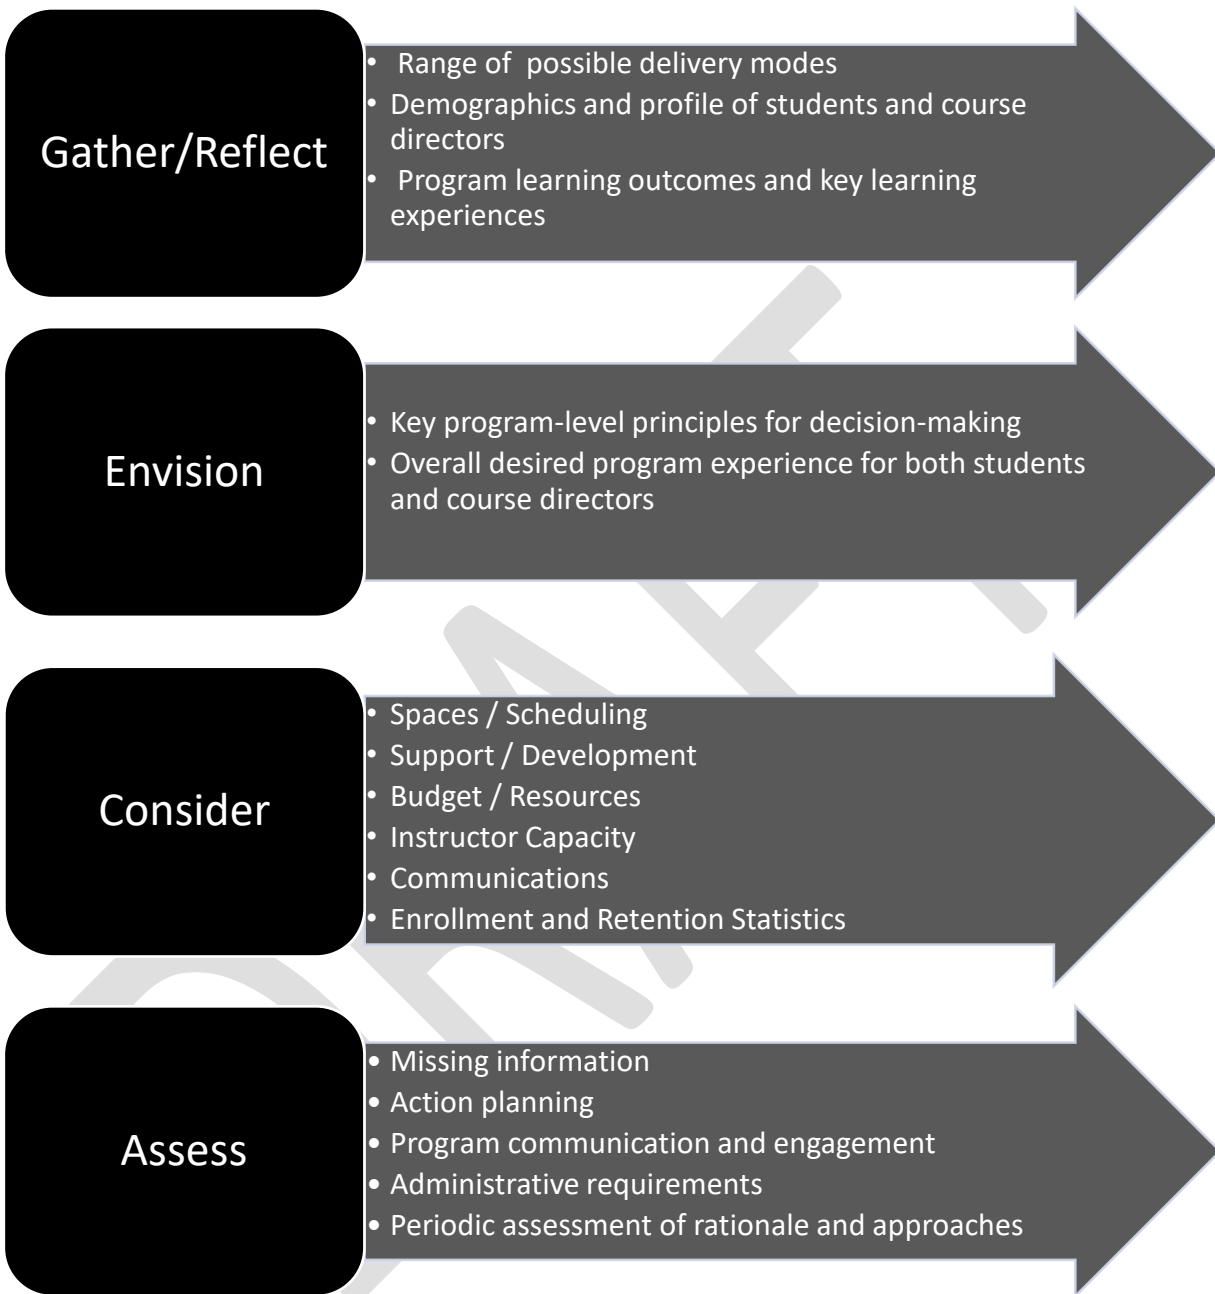 Gather/Reflect
• Range of possible delivery modes
• Demographics and profile of students and course
directors
• Program learning outcomes and key learning
experiences
Envision
• Key program-level principles for decision-making
• Overall desired program experience for both students
and course directors
Consider
• Spaces / Scheduling
• Support / Development
• Budget / Resources
• Instructor Capacity
• Communications
• Enrollment and Retention Statistics
Assess
• Missing information
• Action planning
• Program communication and engagement
• Administrative requirements
• Periodic assessment of rationale and approaches
DRAFT